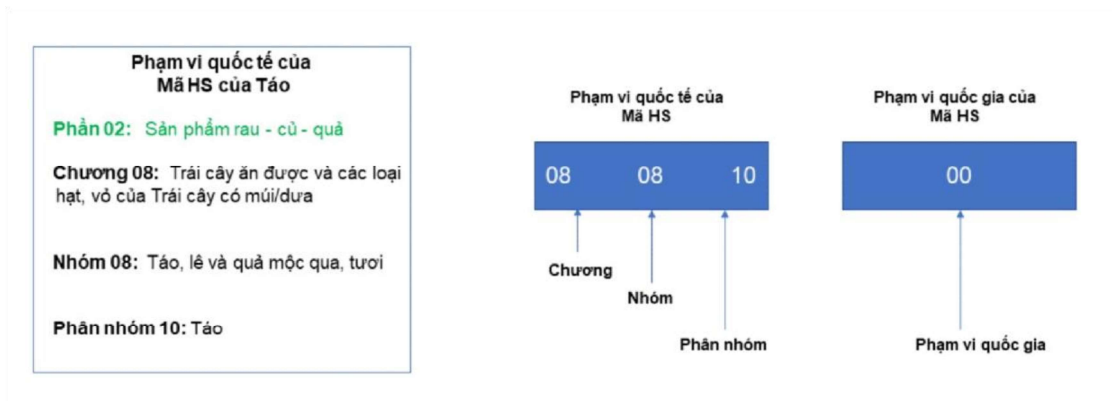 Phạm vi quốc tế của
Mã HS của Táo
Phần 02: Sản phẩm rau - củ - quả
Chương 08: Trái cây ăn được và các loại
hạt, vỏ của Trái cây có múi/dưa
Nhóm 08: Táo, lê và quả mộc qua, tươi
Phân nhóm 10: Táo
Phạm vi quốc tế của
Mã HS
08 08 10
Chương
Nhóm
Phân nhóm
Phạm vi quốc gia của
Mã HS
00
Phạm vi quốc gia